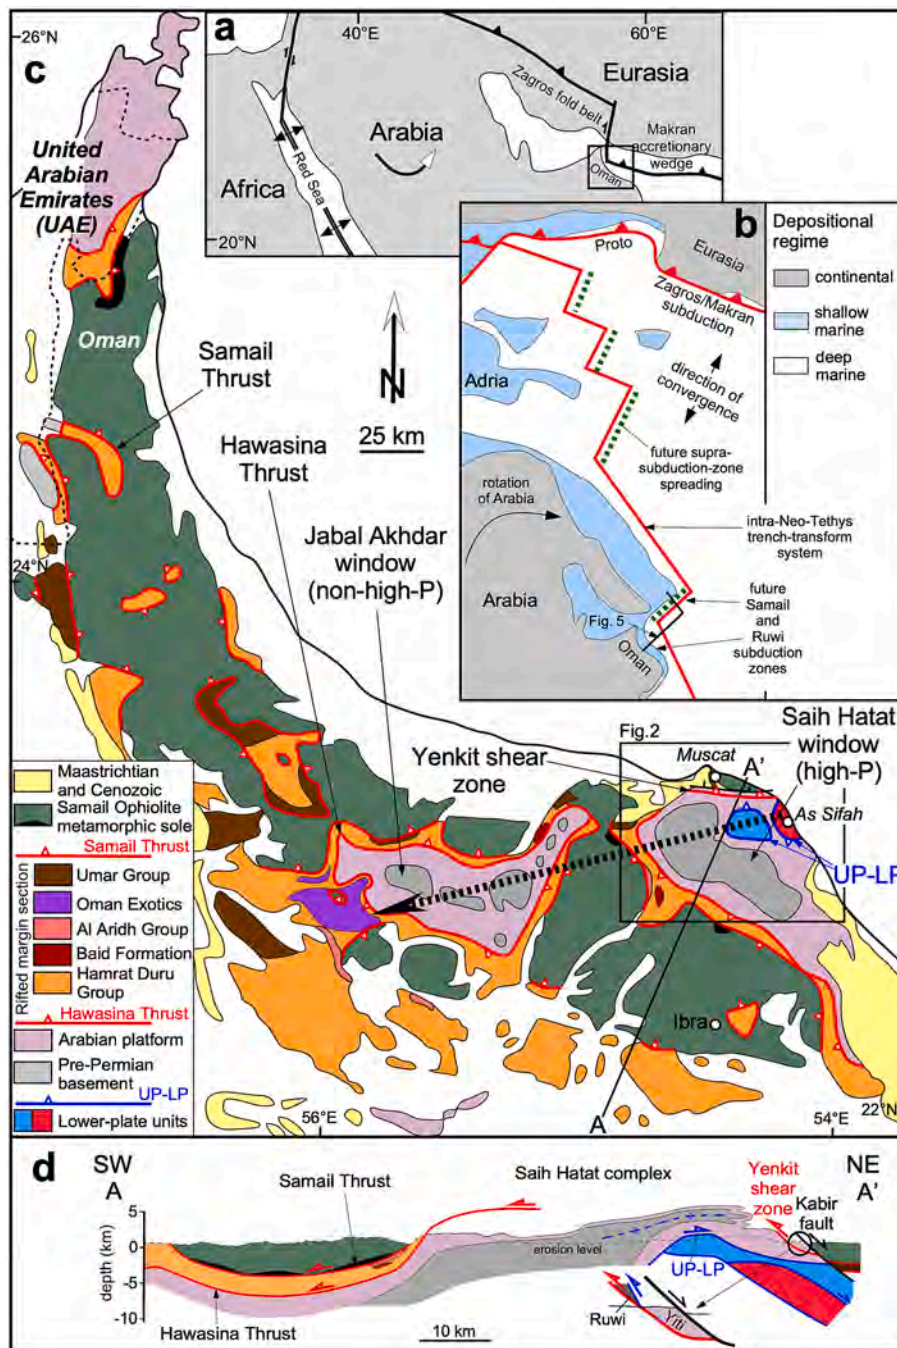 26°N
c
a
40°E
60°E
Eurasia
Zagros fold belt
Arabia
Makran
accretionary
wedge
Red Sea
Africa
Oman
20°N
United
Arabian
Emirates
(UAE)
b
Proto
Eurasia
Zagros/Makran
subduction
Adria
direction of
convergence
future supra-
subduction-zone
spreading
rotation
of Arabia
intra-Neo-Tethys
trench-transform
system
Arabia
Fig. 5
Oman
future
Samail
and
Ruwi
subduction
zones
Depositional
regime
continental
shallow
marine
deep
marine
Oman
Samail
Thrust
N
25 km
Hawasina
Thrust
Jabal Akhdar
window
(non-high-P)
24°N
Saih Hatat
window
(high-P)
Fig.2
Muscat
A'
Yenkit shear
zone
As Sifah
UP-LP
Ibra
A
56°E
54°E
22°N
Maastrichtian
and Cenozoic
Samail Ophiolite
metamorphic sole
Samail Thrust
Rifted margin section
Umar Group
Oman Exotics
Al Aridh Group
Baid Formation
Hamrat Duru
Group
Hawasina Thrust
Arabian platform
Pre-Permian
basement
UP-LP
Lower-plate units
d
SW
A
Samail Thrust
Saih Hatat complex
Yenkit
shear
zone
NE
A'
Kabir
fault
depth (km)
5
0
-5
-10
erosion level
UP-LP
Ruwi
Yiti
Hawasina Thrust
10 km